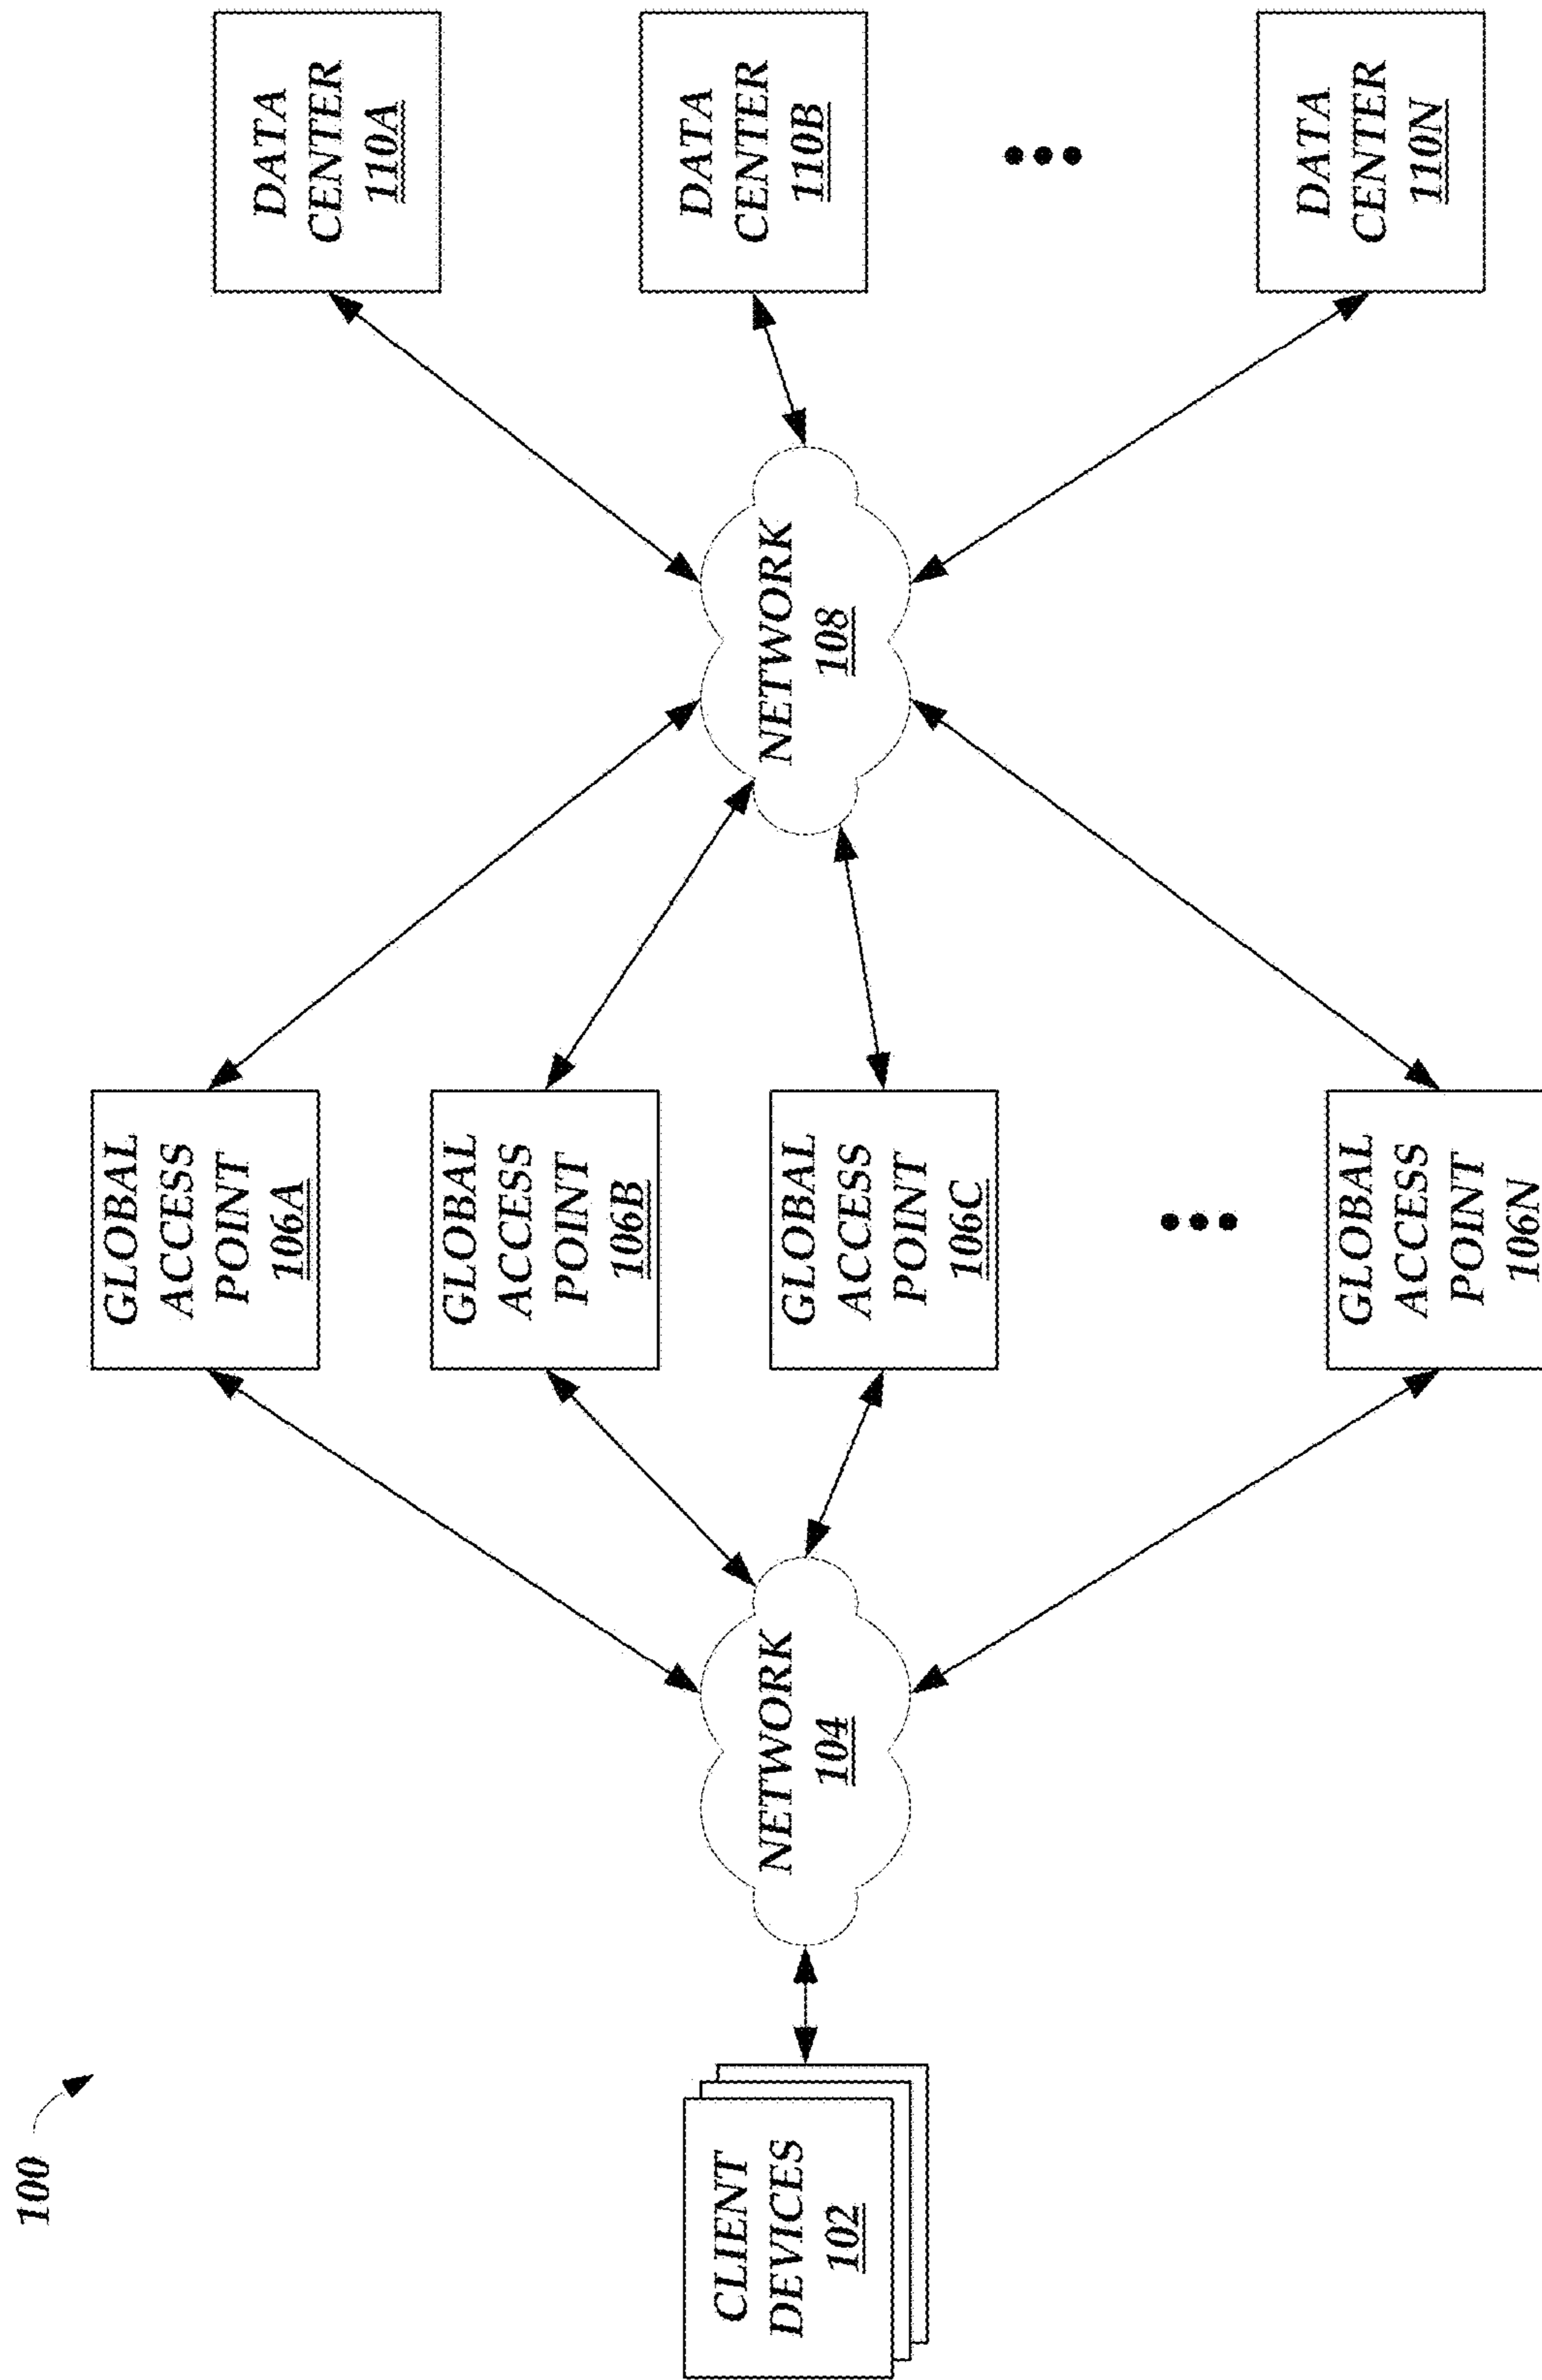 100
CLIENT
DEVICES
102
NETWORK
104
GLOBAL
ACCESS
POINT
106A
GLOBAL
ACCESS
POINT
106B
GLOBAL
ACCESS
POINT
106C
GLOBAL
ACCESS
POINT
106N
NETWORK
108
DATA
CENTER
110A
DATA
CENTER
110B
DATA
CENTER
110N